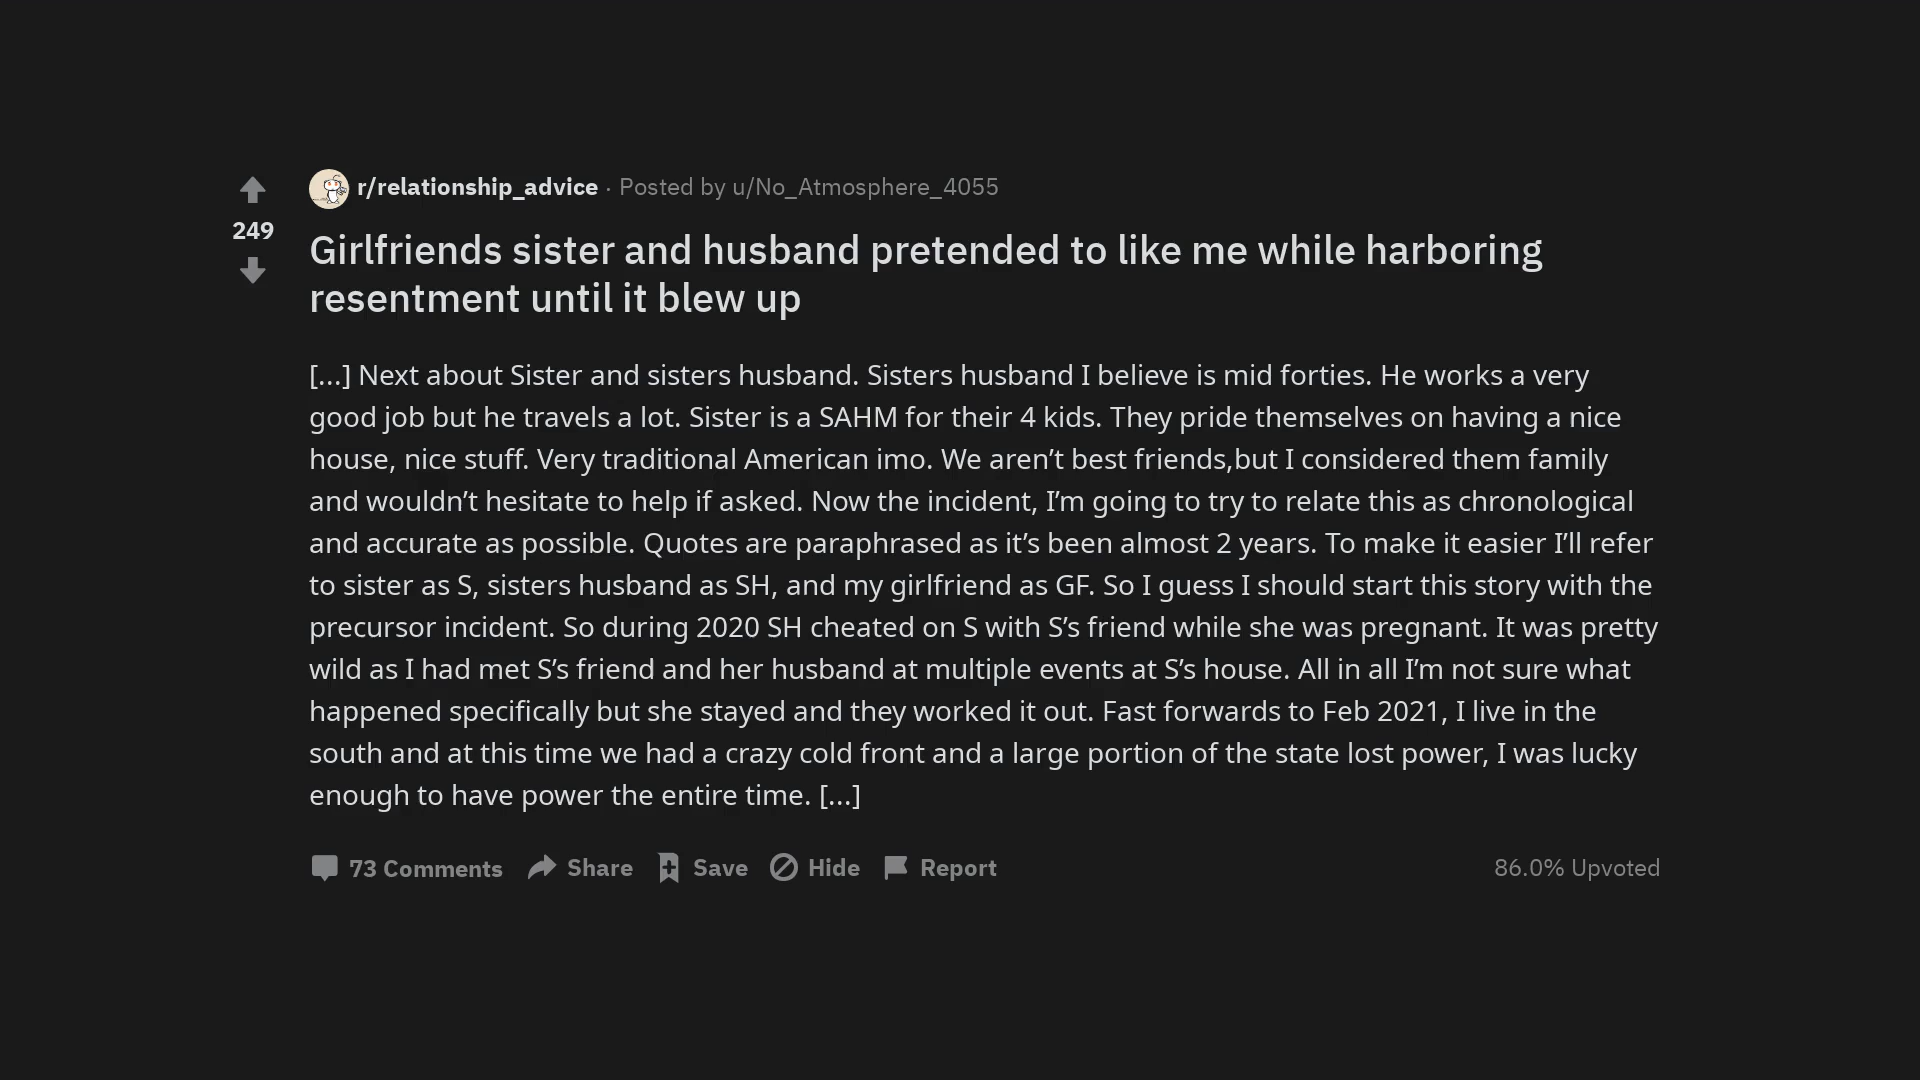 r/relationship_advice · Posted by u/No_Atmosphere_4055
249
Girlfriends sister and husband pretended to like me while harboring
resentment until it blew up
[...] Next about Sister and sisters husband. Sisters husband I believe is mid forties. He works a very
good job but he travels a lot. Sister is a SAHM for their 4 kids. They pride themselves on having a nice
house, nice stuff. Very traditional American imo. We aren’t best friends,but I considered them family
and wouldn’t hesitate to help if asked. Now the incident, I’m going to try to relate this as chronological
and accurate as possible. Quotes are paraphrased as it’s been almost 2 years. To make it easier I’ll refer
to sister as S, sisters husband as SH, and my girlfriend as GF. So I guess I should start this story with the
precursor incident. So during 2020 SH cheated on S with S’s friend while she was pregnant. It was pretty
wild as I had met S’s friend and her husband at multiple events at S’s house. All in all I’m not sure what
happened specifically but she stayed and they worked it out. Fast forwards to Feb 2021, I live in the
south and at this time we had a crazy cold front and a large portion of the state lost power, I was lucky
enough to have power the entire time. [...]
73 Comments Share Save Hide Report 86.0% Upvoted